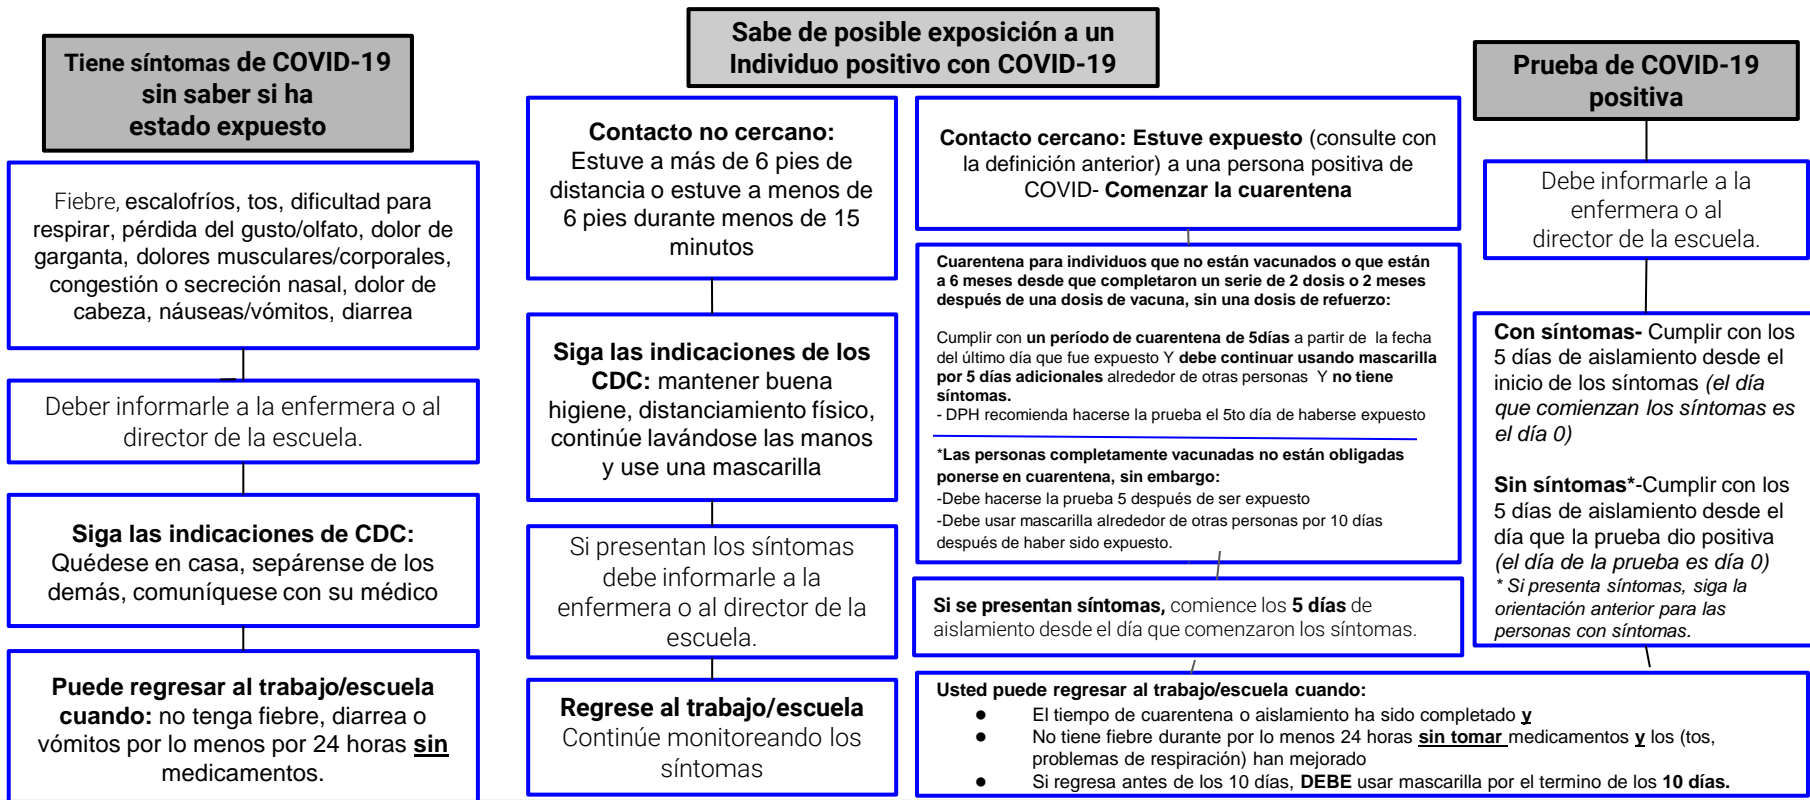 Tiene síntomas de COVID-19
sin saber si ha
estado expuesto
Fiebre, escalofríos, tos, dificultad para
respirar, pérdida del gusto/olfato, dolor de
garganta, dolores musculares/corporales,
congestión o secreción nasal, dolor de
cabeza, náuseas/vómitos, diarrea
Deber informarle a la enfermera o al
director de la escuela.
Siga las indicaciones de CDC:
Quédese en casa, sepárense de los
demás, comuníquese con su médico
Puede regresar al trabajo/escuela
cuando: no tenga fiebre, diarrea o
vómitos por lo menos por 24 horas sin
medicamentos.
Sabe de posible exposición a un
Individuo positivo con COVID-19
Contacto no cercano:
Estuve a más de 6 pies de
distancia o estuve a menos de
6 pies durante menos de 15
minutos
Siga las indicaciones de los
CDC: mantener buena
higiene, distanciamiento físico,
continúe lavándose las manos
y use una mascarilla
Si presentan los síntomas
debe informarle a la
enfermera o al director de la
escuela.
Regrese al trabajo/escuela
Continúe monitoreando los
síntomas
Contacto cercano: Estuve expuesto (consulte con
la definición anterior) a una persona positiva de
COVID- Comenzar la cuarentena
Cuarentena para individuos que no están vacunados o que están
a 6 meses desde que completaron un serie de 2 dosis o 2 meses
después de una dosis de vacuna, sin una dosis de refuerzo:
Cumplir con un período de cuarentena de 5días a partir de la fecha
del último día que fue expuesto Y debe continuar usando mascarilla
por 5 días adicionales alrededor de otras personas Y no tiene
síntomas.
- DPH recomienda hacerse la prueba el 5to día de haberse expuesto
*Las personas completamente vacunadas no están obligadas
ponerse en cuarentena, sin embargo:
-Debe hacerse la prueba 5 después de ser expuesto
-Debe usar mascarilla alrededor de otras personas por 10 días
después de haber sido expuesto.
Si se presentan síntomas, comience los 5 días de
aislamiento desde el día que comenzaron los síntomas.
Prueba de COVID-19
positiva
Debe informarle a la
enfermera o al
director de la escuela.
Con síntomas- Cumplir con los
5 días de aislamiento desde el
inicio de los síntomas (el día
que comienzan los síntomas es
el día 0)
Sin síntomas*-Cumplir con los
5 días de aislamiento desde el
día que la prueba dio positiva
(el día de la prueba es día 0)
* Si presenta síntomas, siga la
orientación anterior para las
personas con síntomas.
Usted puede regresar al trabajo/escuela cuando:
● El tiempo de cuarentena o aislamiento ha sido completado y
● No tiene fiebre durante por lo menos 24 horas sin tomar medicamentos y los (tos,
problemas de respiración) han mejorado
● Si regresa antes de los 10 días, DEBE usar mascarilla por el termino de los 10 días.